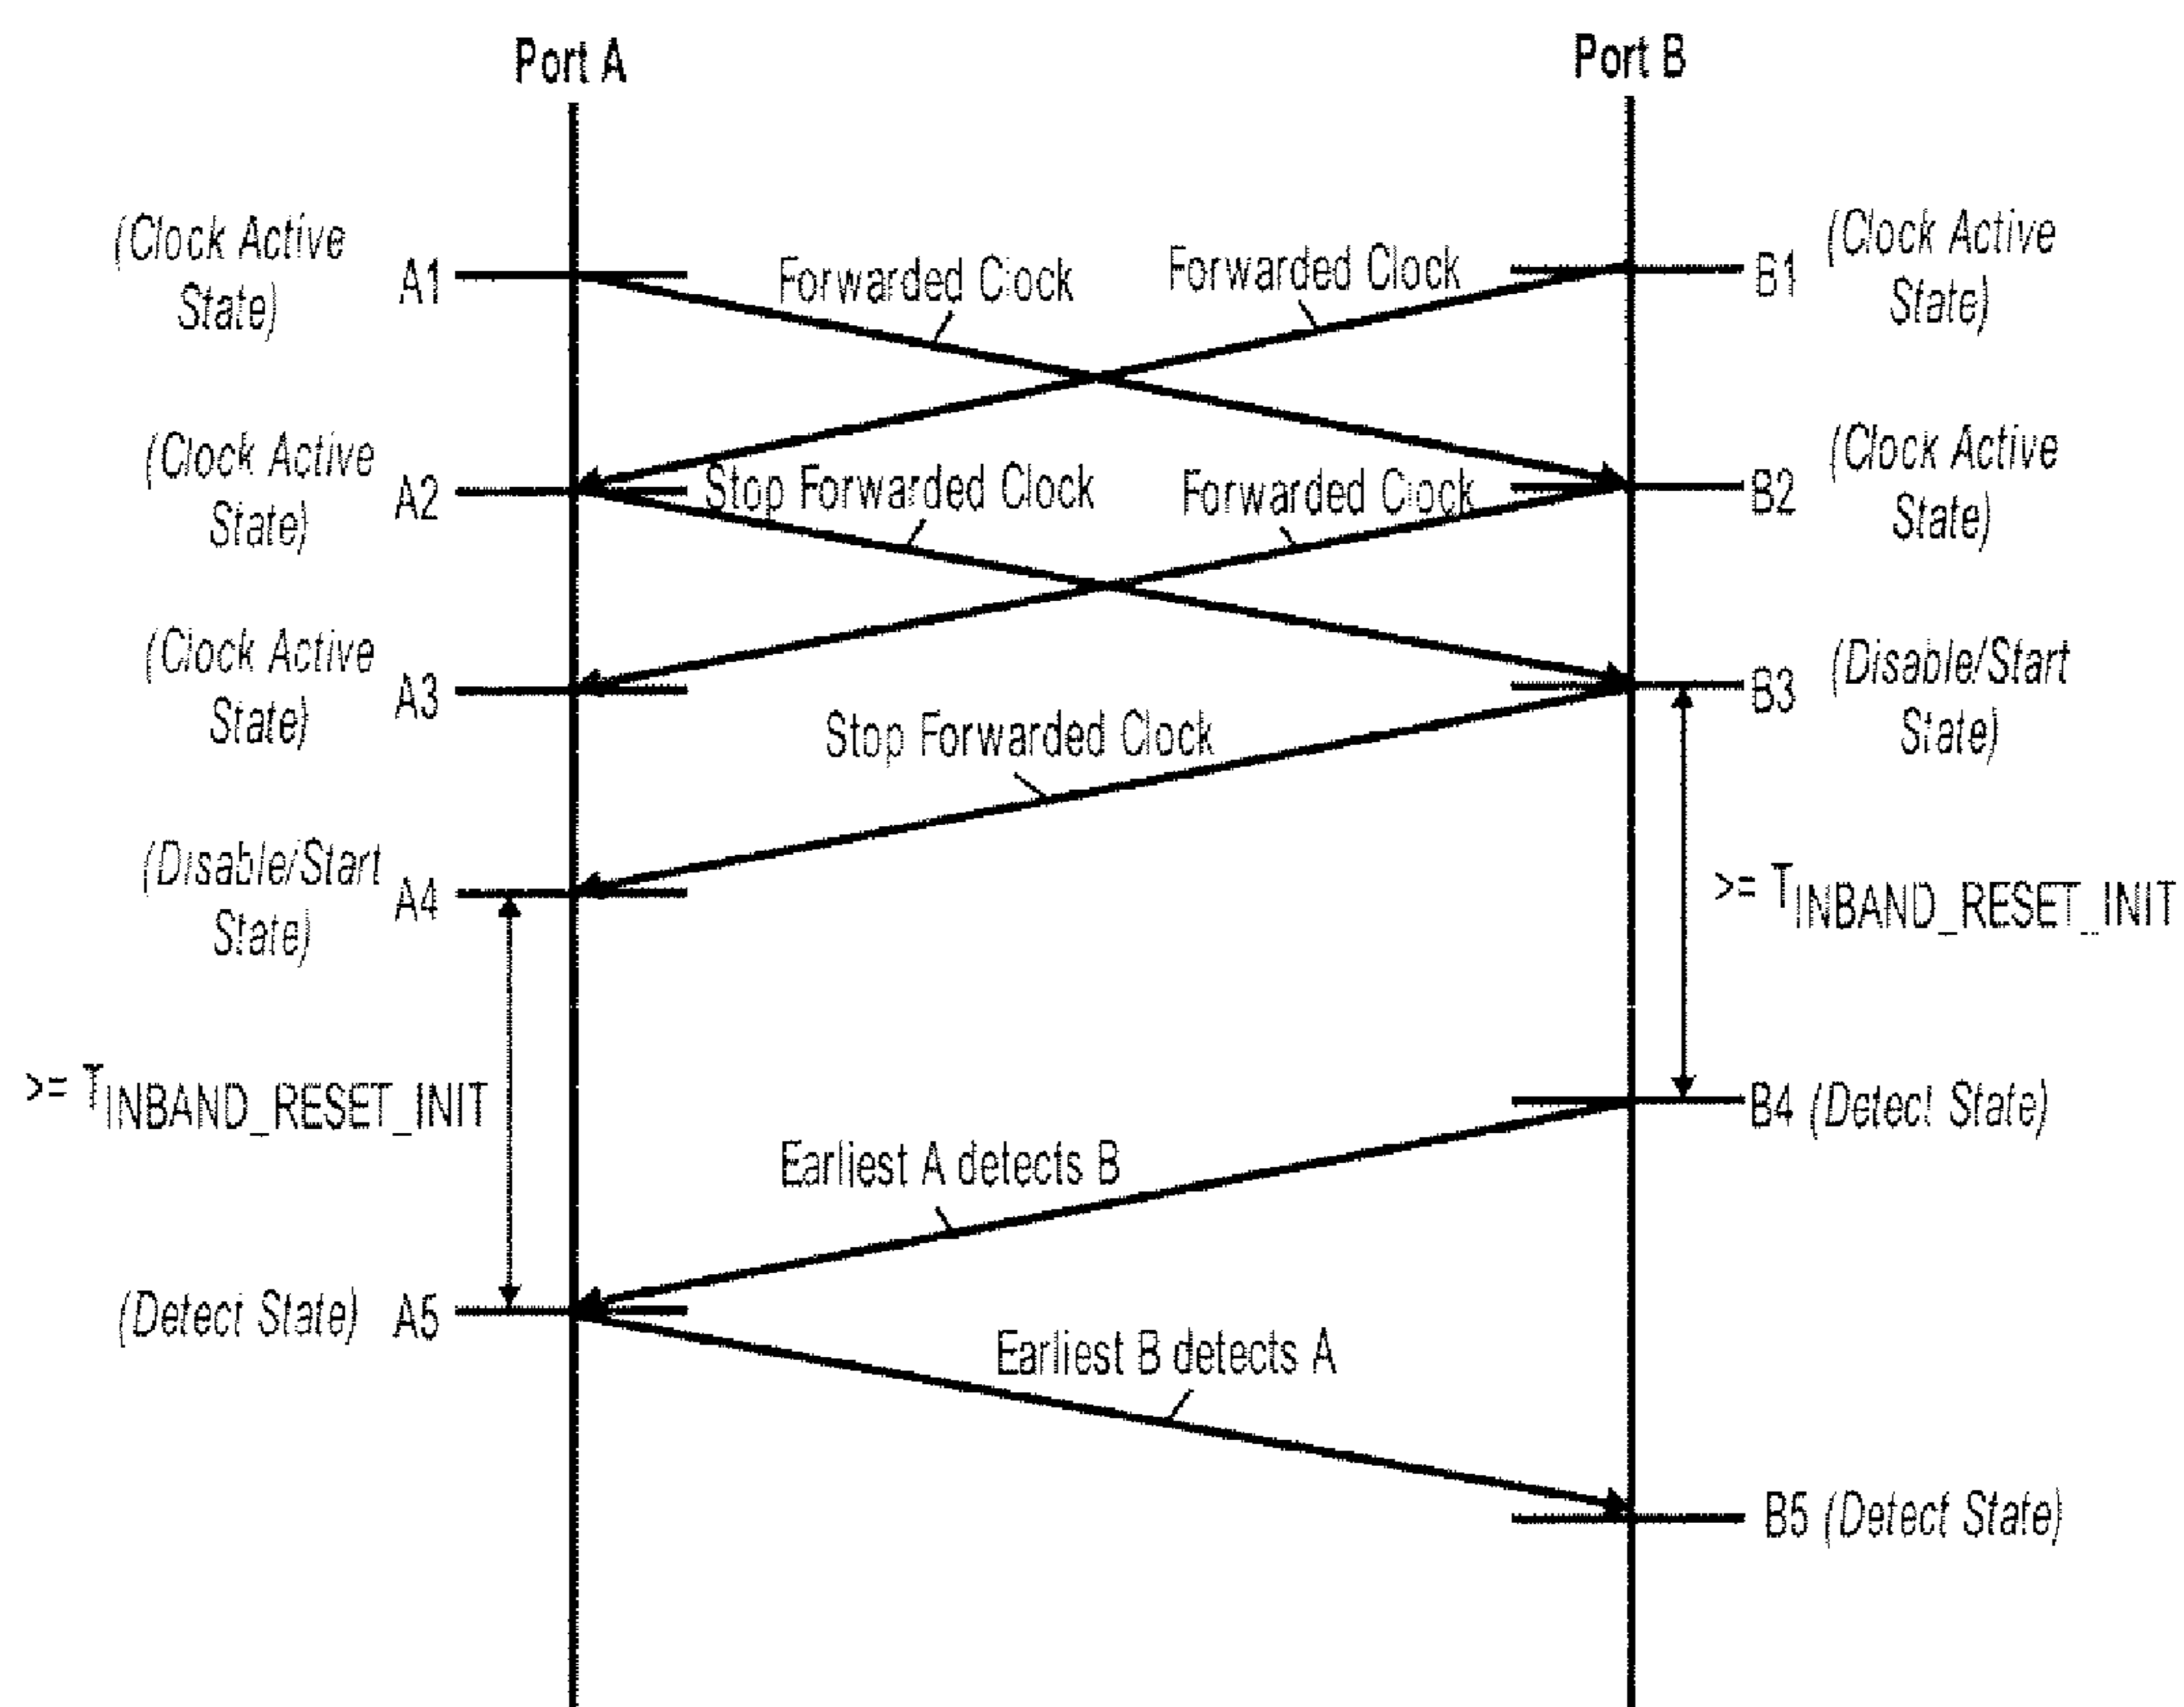 Port A
Port B
(Clock Active
State)
A1
Forwarded Clock
Forwarded Clock
B1
(Clock Active
State)
(Clock Active
State)
A2
Stop Forwarded Clock
Forwarded Clock
B2
(Clock Active
State)
(Clock Active
State)
A3
B3
(Disable/Start
State)
Stop Forwarded Clock
(Disable/Start
State)
A4
>= TINBAND_RESET_INIT
>= TINBAND_RESET_INIT
B4 (Detect State)
Earliest A detects B
(Detect State) A5
Earliest B detects A
B5 (Detect State)